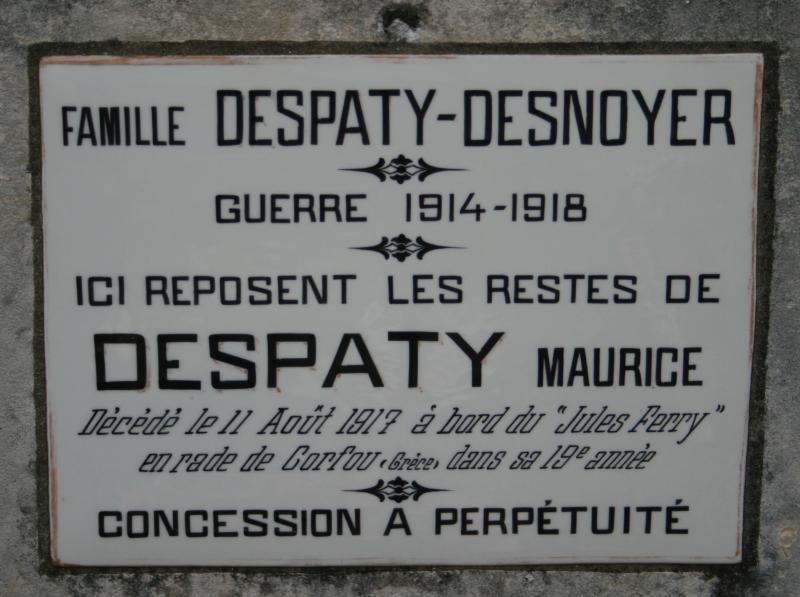 FAMILLE DESPATY-DESNOYER
GUERRE 1914-1918
ICI REPOSENT LES RESTES DE
DESPATY MAURICE
Décédé le 11 Août 1917 à bord du "Jules Ferry"
en rade de Corfou (Grèce) dans sa 19e année
CONCESSION A PERPÉTUITÉ